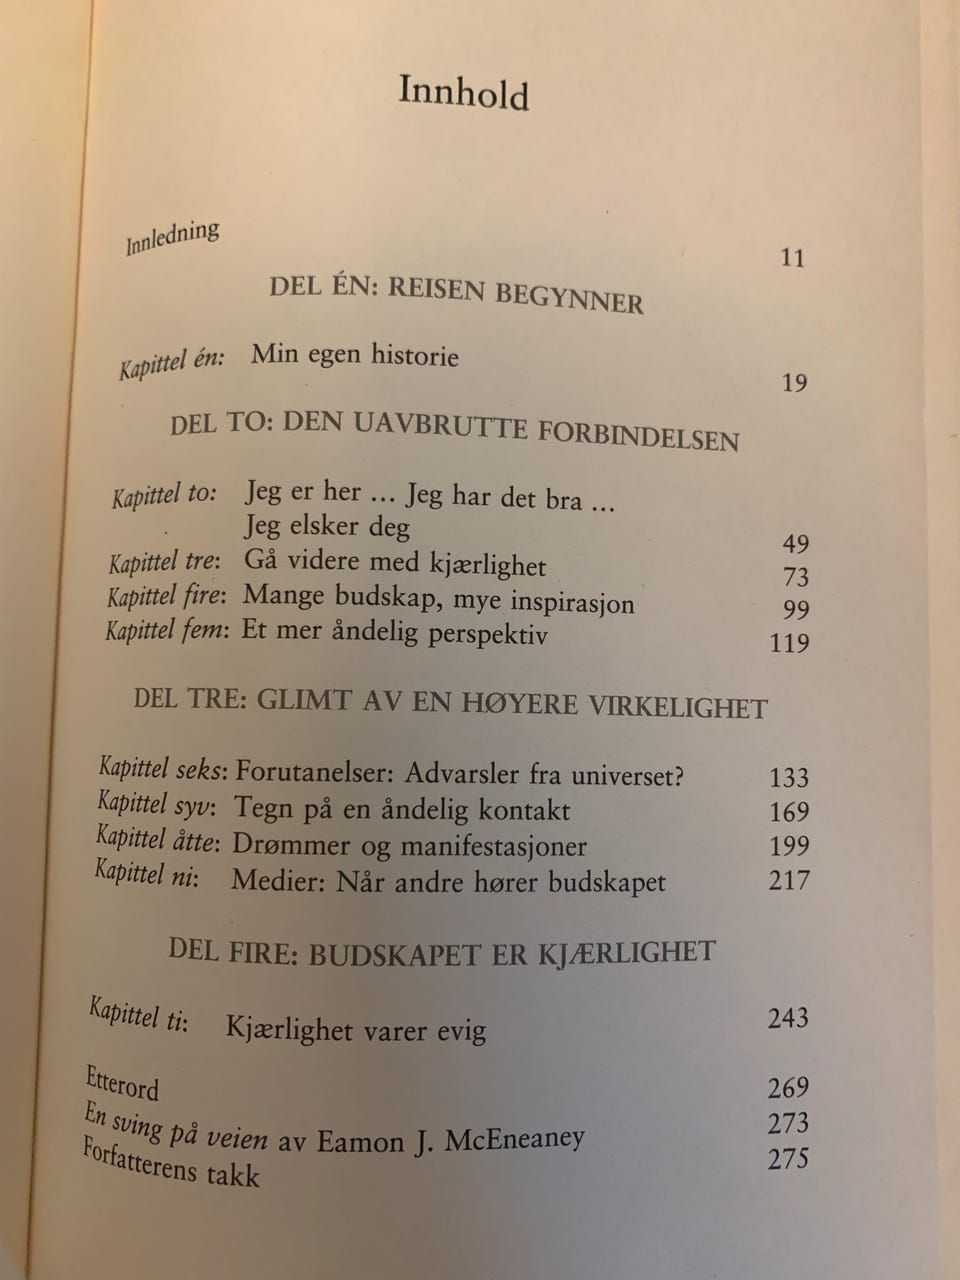 Innhold
Innledning 11
DEL ÉN: REISEN BEGYNNER
Kapittel én: Min egen historie 19
DEL TO: DEN UAVBRUTTE FORBINDELSEN
Kapittel to: Jeg er her ... Jeg har det bra ...
Jeg elsker deg 49
Kapittel tre: Gå videre med kjærlighet 73
Kapittel fire: Mange budskap, mye inspirasjon 99
Kapittel fem: Et mer åndelig perspektiv 119
DEL TRE: GLIMT AV EN HØYERE VIRKELIGHET
Kapittel seks: Forutanelser: Advarsler fra universet? 133
Kapittel syv: Tegn på en åndelig kontakt 169
Kapittel åtte: Drømmer og manifestasjoner 199
Kapittel ni: Medier: Når andre hører budskapet 217
DEL FIRE: BUDSKAPET ER KJÆRLIGHET
Kapittel ti: Kjærlighet varer evig 243
Etterord 269
En sving på veien av Eamon J. McEneaney 273
Forfatterens takk 275